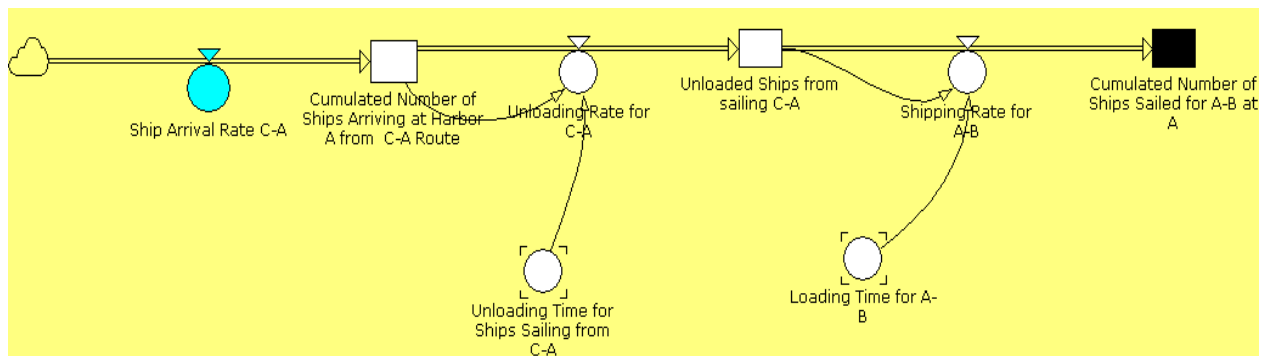 Ship Arrival Rate C-A
Cumulated Number of
Ships Arriving at Harbor
A from C-A Route
Unloading Rate for
C-A
Unloaded Ships from
sailing C-A
Shipping Rate for
A-B
Cumulated Number of
Ships Sailed for A-B at
A
Unloading Time for
Ships Sailing from
C-A
Loading Time for A-
B